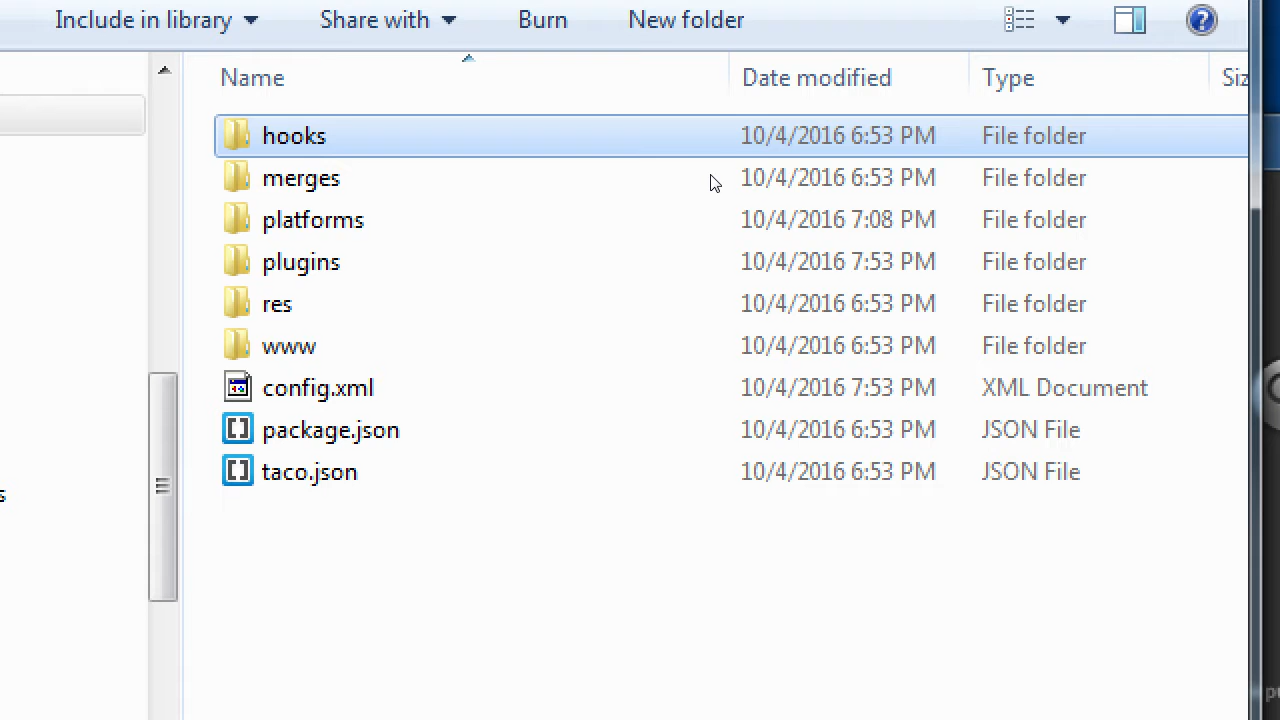 Include in library Share with Burn New folder
Name Date modified Type Siz
hooks 10/4/2016 6:53 PM File folder
merges 10/4/2016 6:53 PM File folder
platforms 10/4/2016 7:08 PM File folder
plugins 10/4/2016 7:53 PM File folder
res 10/4/2016 6:53 PM File folder
www 10/4/2016 6:53 PM File folder
config.xml 10/4/2016 7:53 PM XML Document
package.json 10/4/2016 6:53 PM JSON File
taco.json 10/4/2016 6:53 PM JSON File
s